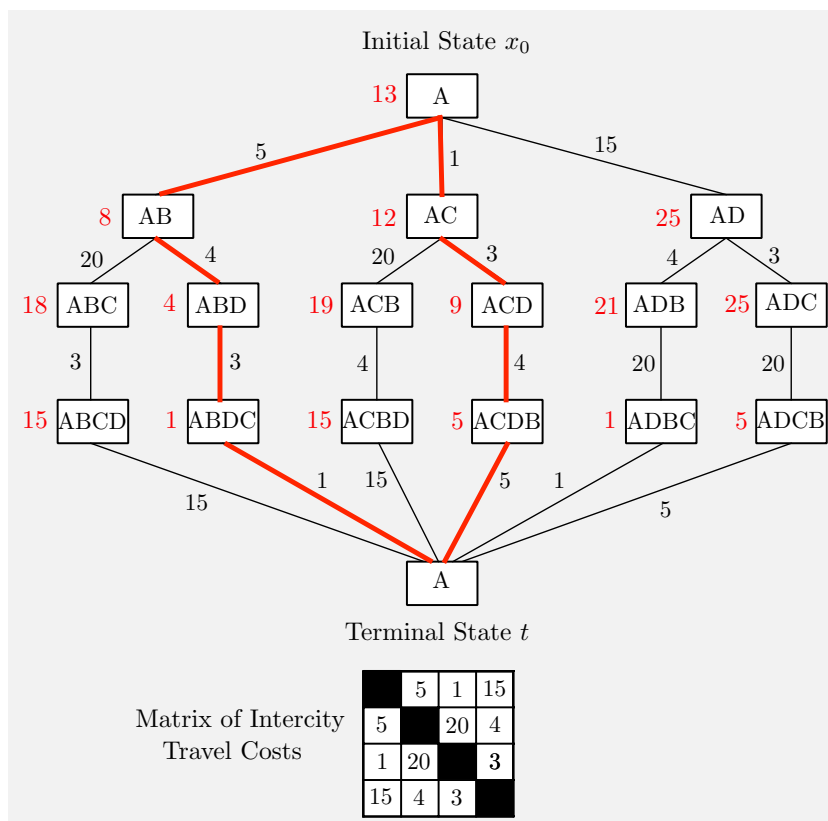 Initial State x₀
13 A
5 1 15
8 AB 12 AC 25 AD
20 4 20 3 4 3
18 ABC 4 ABD 19 ACB 9 ACD 21 ADB 25 ADC
3 3 4 4 20 20
15 ABCD 1 ABDC 15 ACBD 5 ACDB 1 ADBC 5 ADCB
15 1 15 5 1 5
A
Terminal State t
Matrix of Intercity
Travel Costs
5 1 15
5 20 4
1 20 3
15 4 3